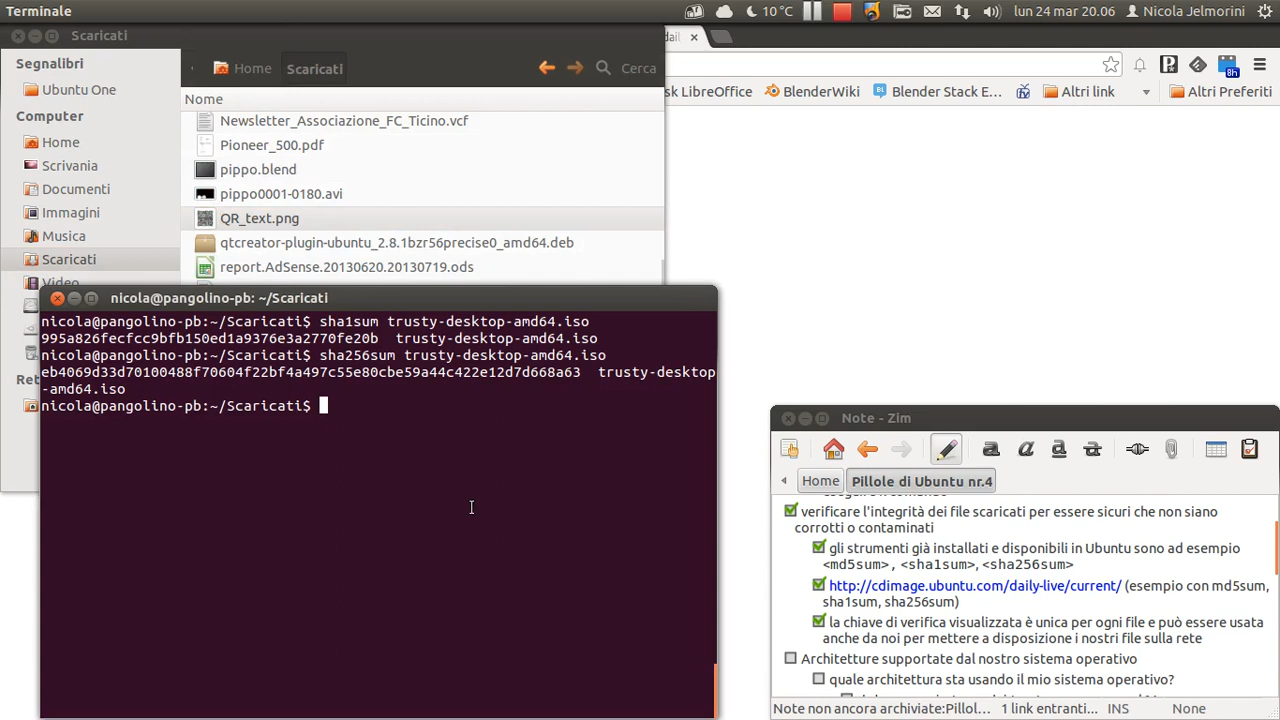 Terminale
10 °C
lun 24 mar 20.06
Nicola Jelmorini
Scaricati
Segnalibri
Ubuntu One
Computer
Home
Scrivania
Documenti
Immagini
Musica
Scaricati
Video
Home
Scaricati
Cerca
Nome
Newsletter_Associazione_FC_Ticino.vcf
Pioneer_500.pdf
pippo.blend
pippo0001-0180.avi
QR_text.png
qtcreator-plugin-ubuntu_2.8.1bzr56precise0_amd64.deb
report.AdSense.20130620.20130719.ods
dail
8h
sk LibreOffice
BlenderWiki
Blender Stack E...
Altri link
Altri Preferiti
nicola@pangolino-pb: ~/Scaricati
nicola@pangolino-pb:~/Scaricati$ sha1sum trusty-desktop-amd64.iso
995a826fecfcc9bfb150ed1a9376e3a2770fe20b  trusty-desktop-amd64.iso
nicola@pangolino-pb:~/Scaricati$ sha256sum trusty-desktop-amd64.iso
eb4069d33d70100488f70604f22bf4a497c55e80cbe59a44c422e12d7d668a63  trusty-desktop
-amd64.iso
nicola@pangolino-pb:~/Scaricati$
Note - Zim
Home
Pillole di Ubuntu nr.4
verificare l'integrità dei file scaricati per essere sicuri che non siano
corrotti o contaminati
gli strumenti già installati e disponibili in Ubuntu sono ad esempio
<md5sum>, <sha1sum>, <sha256sum>
http://cdimage.ubuntu.com/daily-live/current/ (esempio con md5sum,
sha1sum, sha256sum)
la chiave di verifica visualizzata è unica per ogni file e può essere usata
anche da noi per mettere a disposizione i nostri file sulla rete
Architetture supportate dal nostro sistema operativo
quale architettura sta usando il mio sistema operativo?
Note non ancora archiviate:Pillol...
1 link entranti...
INS
None